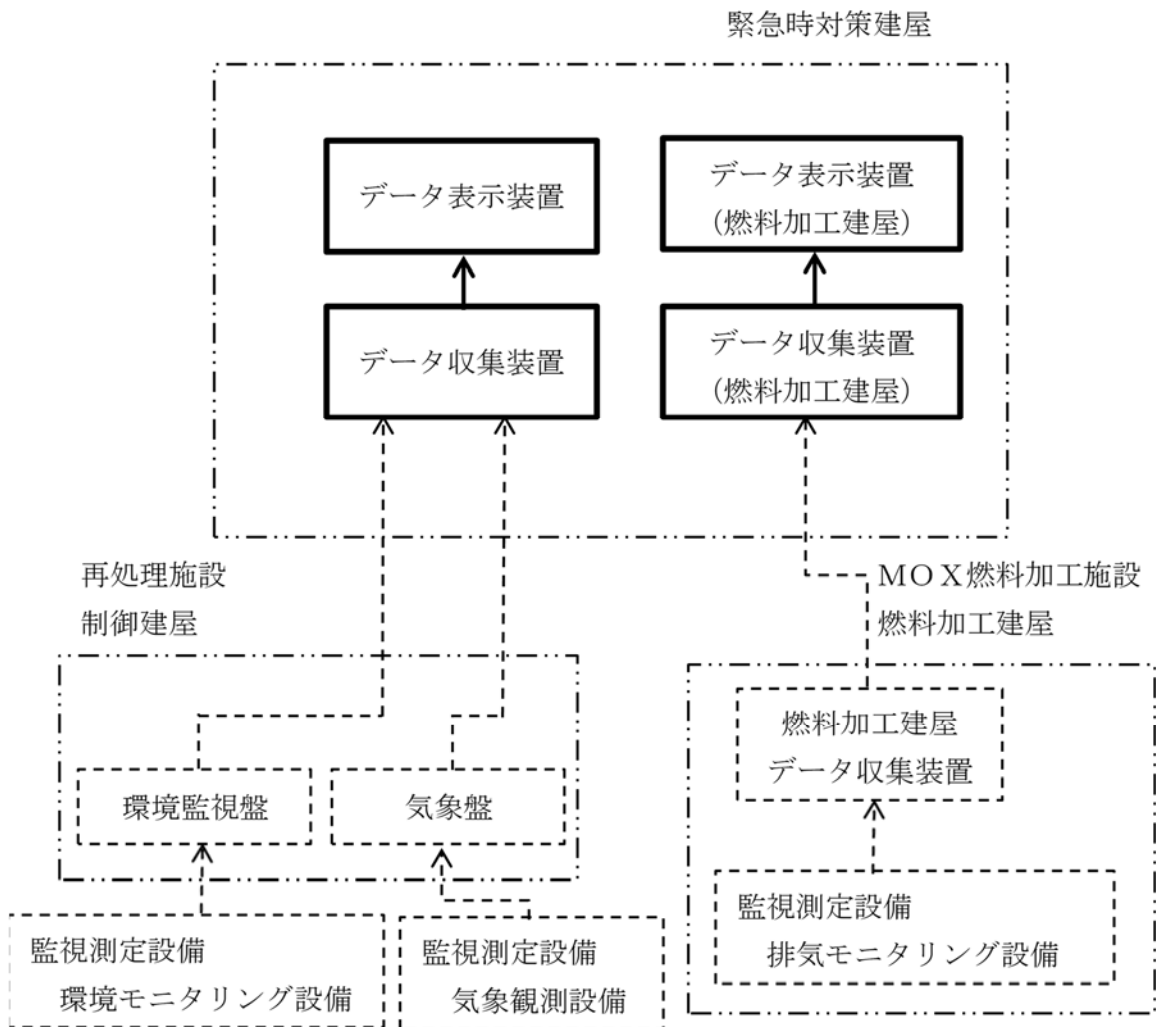 緊急時対策建屋
データ表示装置
データ表示装置
(燃料加工建屋)
データ収集装置
データ収集装置
(燃料加工建屋)
再処理施設
制御建屋
MOX燃料加工施設
燃料加工建屋
環境監視盤
気象盤
燃料加工建屋
データ収集装置
監視測定設備
環境モニタリング設備
監視測定設備
気象観測設備
監視測定設備
排気モニタリング設備